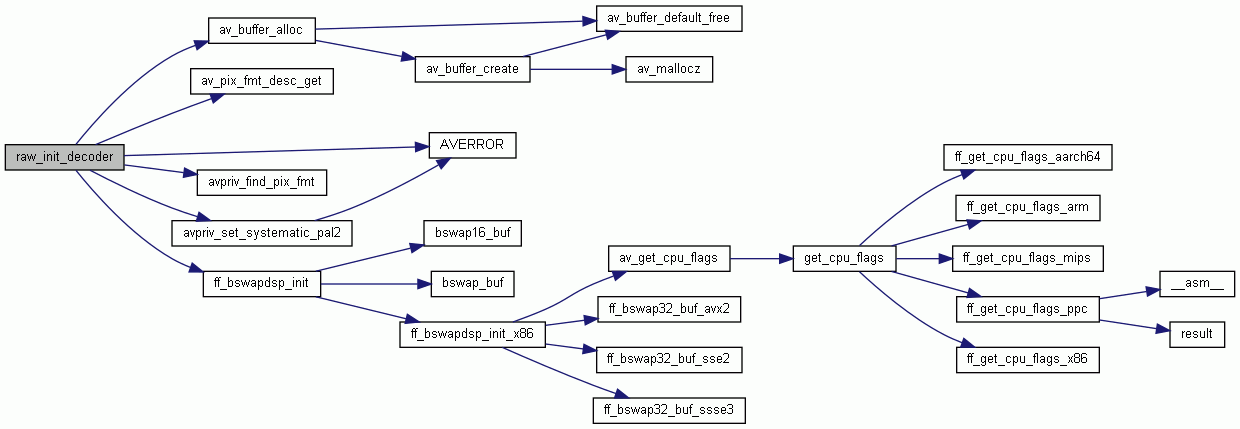 raw_init_decoder
av_buffer_alloc
av_pix_fmt_desc_get
AVERROR
avpriv_find_pix_fmt
avpriv_set_systematic_pal2
ff_bswapdsp_init
av_buffer_default_free
av_buffer_create
av_mallocz
bswap16_buf
bswap_buf
ff_bswapdsp_init_x86
av_get_cpu_flags
ff_bswap32_buf_avx2
ff_bswap32_buf_sse2
ff_bswap32_buf_ssse3
get_cpu_flags
ff_get_cpu_flags_aarch64
ff_get_cpu_flags_arm
ff_get_cpu_flags_mips
ff_get_cpu_flags_ppc
ff_get_cpu_flags_x86
__asm__
result